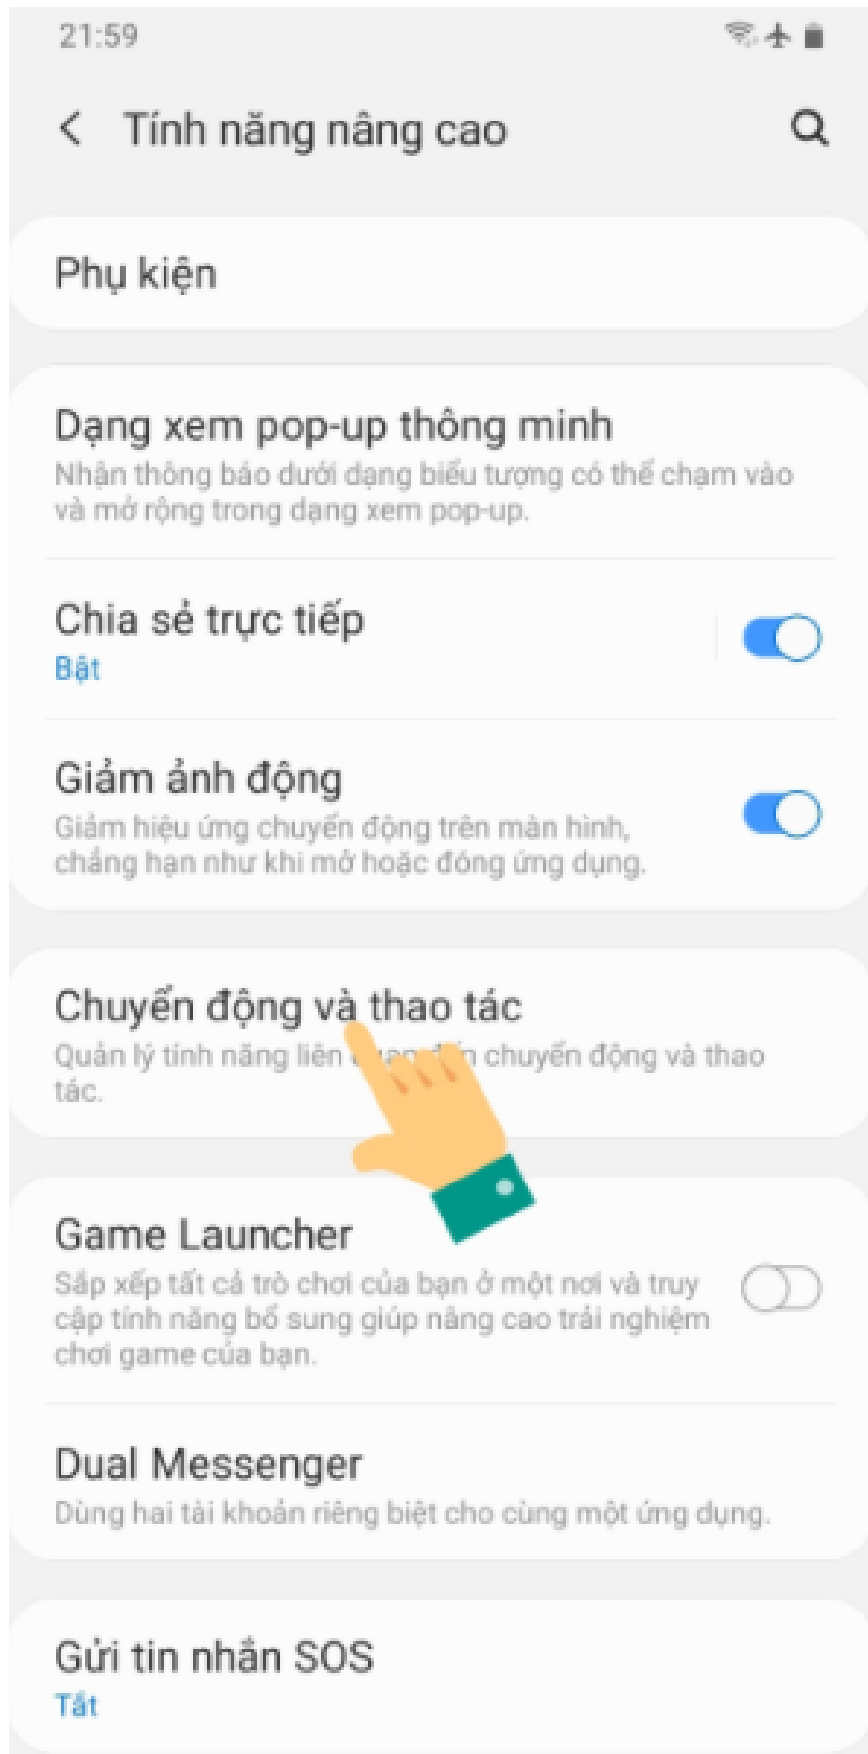 21:59
Tính năng nâng cao
Phụ kiện
Dạng xem pop-up thông minh
Nhận thông báo dưới dạng biểu tượng có thể chạm vào
và mở rộng trong dạng xem pop-up.
Chia sẻ trực tiếp
Bật
Giảm ảnh động
Giảm hiệu ứng chuyển động trên màn hình,
chẳng hạn như khi mở hoặc đóng ứng dụng.
Chuyển động và thao tác
Quản lý tính năng liên chuyển động và thao
tác.
Game Launcher
Sắp xếp tất cả trò chơi của bạn ở một nơi và truy
cập tính năng bổ sung giúp nâng cao trải nghiệm
chơi game của bạn.
Dual Messenger
Dùng hai tài khoản riêng biệt cho cùng một ứng dụng.
Gửi tin nhắn SOS
Tắt